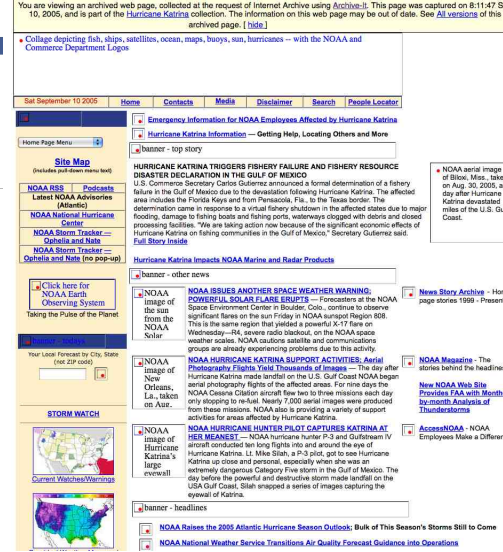 You are viewing an archived web page, collected at the request of Internet Archive using Archive-It. This page was captured on 8:11:47 S
10, 2005, and is part of the Hurricane Katrina collection. The information on this web page may be out of date. See All versions of this
archived page. [ hide ]
Collage depicting fish, ships, satellites, ocean, maps, buoys, sun, hurricanes -- with the NOAA and
Commerce Department Logos
Sat September 10 2005
Home
Contacts
Media
Disclaimer
Search
People Locator
Emergency Information for NOAA Employees Affected by Hurricane Katrina
Hurricane Katrina Information — Getting Help, Locating Others and More
Home Page Menu
banner - top story
Site Map
(includes pull-down menu text)
NOAA RSS
Podcasts
Latest NOAA Advisories
(Atlantic)
NOAA National Hurricane
Center
NOAA Storm Tracker —
Ophelia and Nate
NOAA Storm Tracker —
Ophelia and Nate (no pop-up)
Click here for
NOAA Earth
Observing System
Taking the Pulse of the Planet
banner - todays
Your Local Forecast by City, State
(not ZIP code)
STORM WATCH
Current Watches/Warnings
HURRICANE KATRINA TRIGGERS FISHERY FAILURE AND FISHERY RESOURCE
DISASTER DECLARATION IN THE GULF OF MEXICO
U.S. Commerce Secretary Carlos Gutierrez announced a formal determination of a fishery
failure in the Gulf of Mexico due to the devastation following Hurricane Katrina. The affected
area includes the Florida Keys and from Pensacola, Fla., to the Texas border. The
determination came in response to a virtual fishery shutdown in the affected states due to major
flooding, damage to fishing boats and fishing ports, waterways clogged with debris and closed
processing facilities. "We are taking action now because of the significant economic effects of
Hurricane Katrina on fishing communities in the Gulf of Mexico," Secretary Gutierrez said.
Full Story Inside
Hurricane Katrina Impacts NOAA Marine and Radar Products
NOAA aerial image
of Biloxi, Miss., take
on Aug. 30, 2005, a
day after Hurricane
Katrina devastated
miles of the U.S. Gu
Coast.
banner - other news
NOAA
image of
the sun
from the
NOAA
Solar
NOAA ISSUES ANOTHER SPACE WEATHER WARNING;
POWERFUL SOLAR FLARE ERUPTS — Forecasters at the NOAA
Space Environment Center in Boulder, Colo., continue to observe
significant flares on the sun Friday in NOAA sunspot Region 808.
This is the same region that yielded a powerful X-17 flare on
Wednesday—R4, severe radio blackout, on the NOAA space
weather scales. NOAA cautions satellite and communications
groups are already experiencing problems due to this activity.
NOAA
image of
New
Orleans,
La., taken
on Aug.
NOAA HURRICANE KATRINA SUPPORT ACTIVITIES; Aerial
Photography Flights Yield Thousands of Images — The day after
Hurricane Katrina made landfall on the U.S. Gulf Coast NOAA began
aerial photography flights of the affected areas. For nine days the
NOAA Cessna Citation aircraft flew two to three missions each day
only stopping to re-fuel. Nearly 7,000 aerial images were produced
from these missions. NOAA also is providing a variety of support
activities for areas affected by Hurricane Katrina.
NOAA
image of
Hurricane
Katrina's
large
eyewall
NOAA HURRICANE HUNTER PILOT CAPTURES KATRINA AT
HER MEANEST — NOAA hurricane hunter P-3 and Gulfstream IV
aircraft conducted ten long flights into and around the eye of
Hurricane Katrina. Lt. Mike Silah, a P-3 pilot, got to see Hurricane
Katrina up close and personal, especially when she was an
extremely dangerous Category Five storm in the Gulf of Mexico. The
day before the powerful and destructive storm made landfall on the
USA Gulf Coast, Silah snapped a series of images capturing the
eyewall of Katrina.
News Story Archive - Hom
page stories 1999 - Present
NOAA Magazine - The
stories behind the headlines
New NOAA Web Site
Provides FAA with Month-
by-month Analysis of
Thunderstorms
AccessNOAA - NOAA
Employees Make a Differen
banner - headlines
NOAA Raises the 2005 Atlantic Hurricane Season Outlook: Bulk of This Season's Storms Still to Come
NOAA National Weather Service Transitions Air Quality Forecast Guidance into Operations